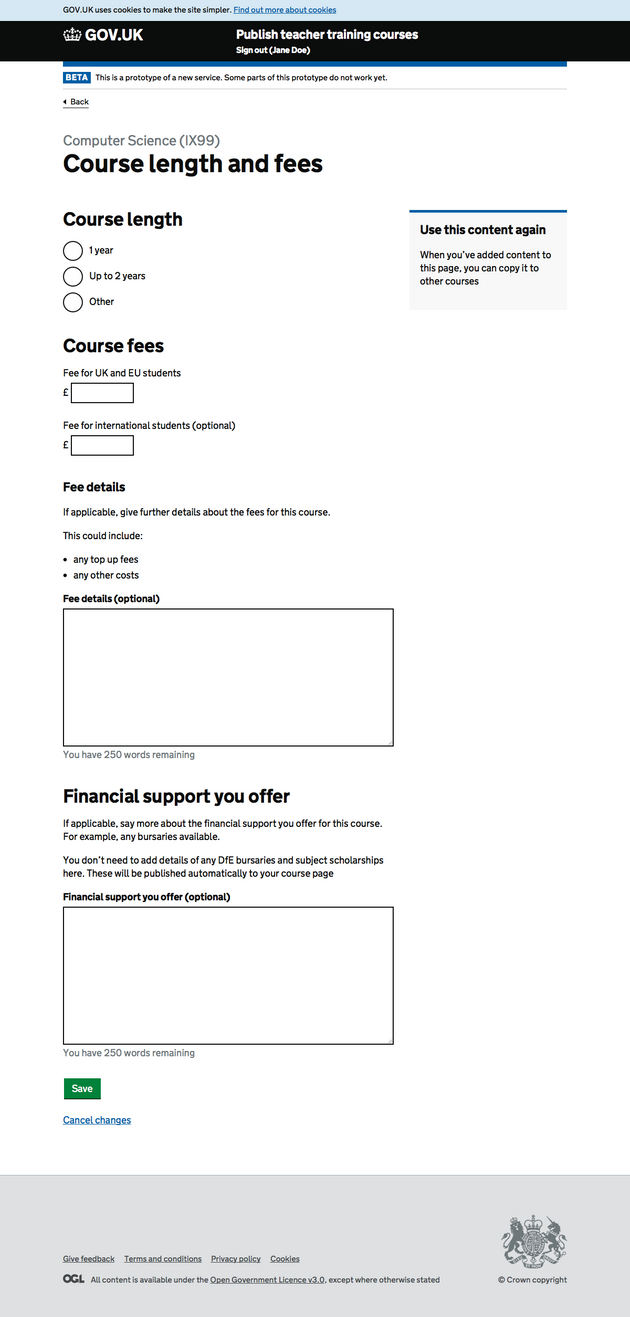 GOV.UK uses cookies to make the site simpler. Find out more about cookies
GOV.UK
Publish teacher training courses
Sign out (Jane Doe)
BETA This is a prototype of a new service. Some parts of this prototype do not work yet.
Back
Computer Science (IX99)
Course length and fees
Course length
1 year
Up to 2 years
Other
Use this content again
When you've added content to
this page, you can copy it to
other courses
Course fees
Fee for UK and EU students
£
Fee for international students (optional)
£
Fee details
If applicable, give further details about the fees for this course.
This could include:
• any top up fees
• any other costs
Fee details (optional)
You have 250 words remaining
Financial support you offer
If applicable, say more about the financial support you offer for this course.
For example, any bursaries available.
You don't need to add details of any DfE bursaries and subject scholarships
here. These will be published automatically to your course page
Financial support you offer (optional)
You have 250 words remaining
Save
Cancel changes
Give feedback Terms and conditions Privacy policy Cookies
OGL All content is available under the Open Government Licence v3.0, except where otherwise stated
© Crown copyright